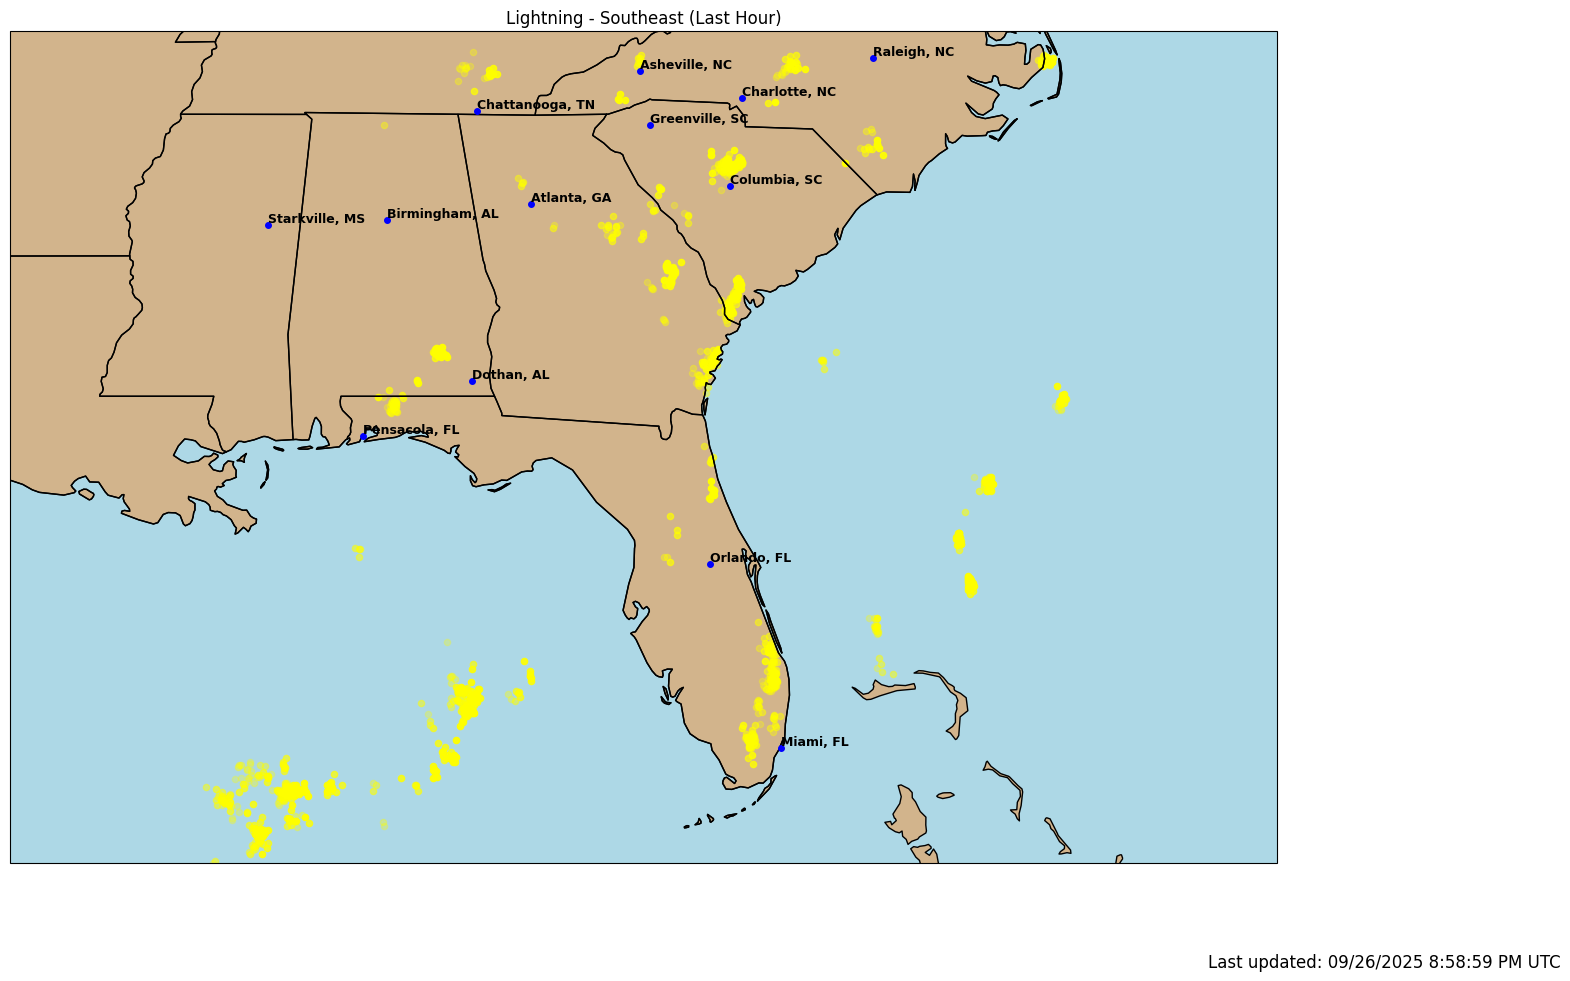 Lightning - Southeast (Last Hour)
Raleigh, NC
Asheville, NC
Charlotte, NC
Chattanooga, TN
Greenville, SC
Columbia, SC
Atlanta, GA
Birmingham, AL
Starkville, MS
Dothan, AL
Pensacola, FL
Orlando, FL
Miami, FL
Last updated: 09/26/2025 8:58:59 PM UTC